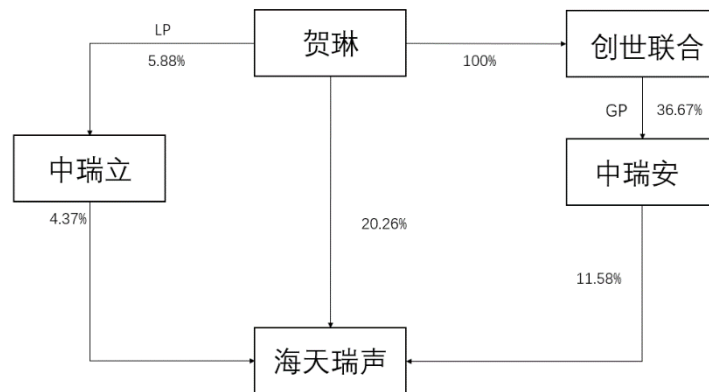 LP
贺琳
创世联合
5.88%
100%
GP
36.67%
中瑞立
中瑞安
4.37%
20.26%
11.58%
海天瑞声